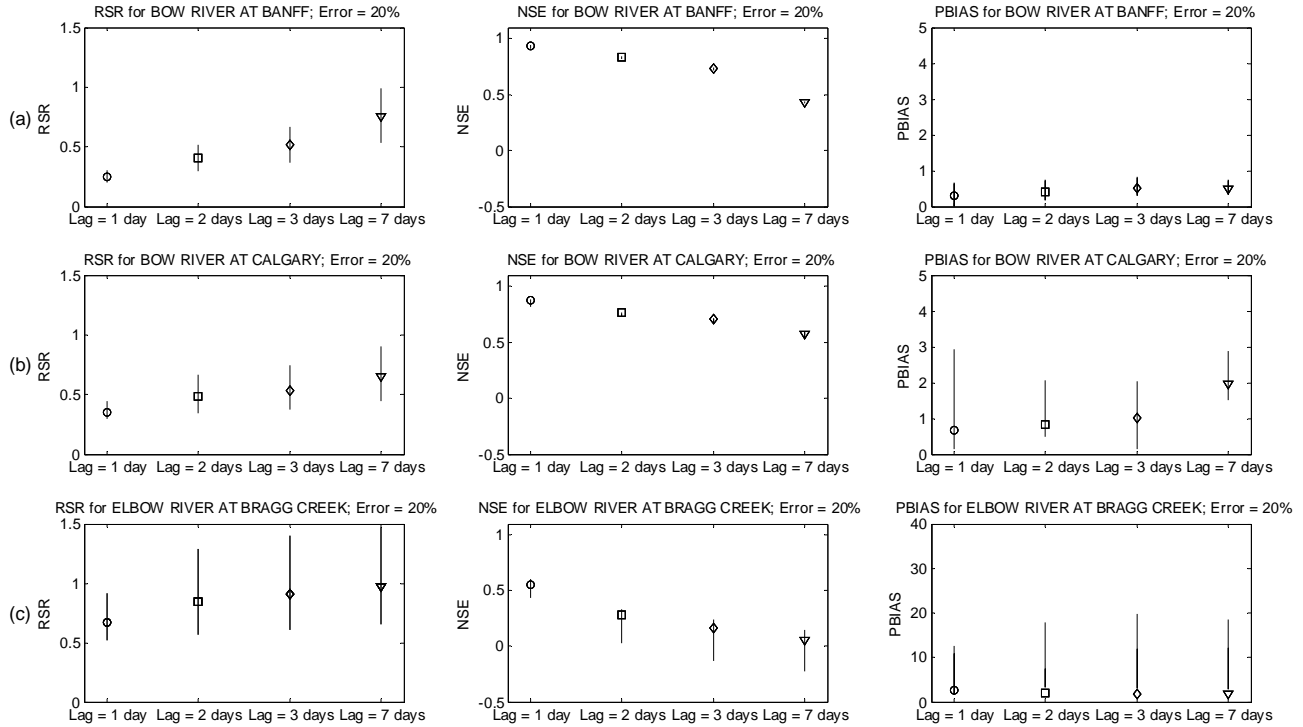 RSR for BOW RIVER AT BANFF; Error = 20%
1.5
1
0.5
0
(a)
RSR
Lag = 1 day Lag = 2 days Lag = 3 days Lag = 7 days
NSE for BOW RIVER AT BANFF; Error = 20%
1
0.5
0
-0.5
NSE
Lag = 1 day Lag = 2 days Lag = 3 days Lag = 7 days
PBIAS for BOW RIVER AT BANFF; Error = 20%
5
4
3
2
1
0
PBIAS
Lag = 1 day Lag = 2 days Lag = 3 days Lag = 7 days
RSR for BOW RIVER AT CALGARY; Error = 20%
1.5
1
0.5
0
(b)
RSR
Lag = 1 day Lag = 2 days Lag = 3 days Lag = 7 days
NSE for BOW RIVER AT CALGARY; Error = 20%
1
0.5
0
-0.5
NSE
Lag = 1 day Lag = 2 days Lag = 3 days Lag = 7 days
PBIAS for BOW RIVER AT CALGARY; Error = 20%
5
4
3
2
1
0
PBIAS
Lag = 1 day Lag = 2 days Lag = 3 days Lag = 7 days
RSR for ELBOW RIVER AT BRAGG CREEK; Error = 20%
1.5
1
0.5
0
(c)
RSR
Lag = 1 day Lag = 2 days Lag = 3 days Lag = 7 days
NSE for ELBOW RIVER AT BRAGG CREEK; Error = 20%
1
0.5
0
-0.5
NSE
Lag = 1 day Lag = 2 days Lag = 3 days Lag = 7 days
PBIAS for ELBOW RIVER AT BRAGG CREEK; Error = 20%
40
30
20
10
0
PBIAS
Lag = 1 day Lag = 2 days Lag = 3 days Lag = 7 days